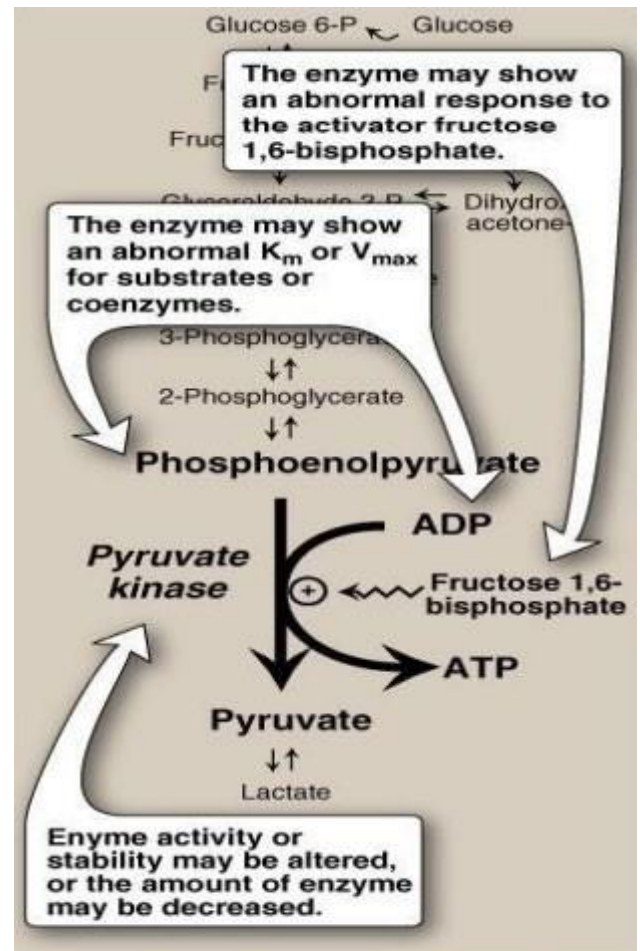 Glucose 6-P Glucose
The enzyme may show
an abnormal response to
the activator fructose
1,6-bisphosphate.
The enzyme may show
an abnormal Km or Vmax
for substrates or
coenzymes.
2-Phosphoglycerate
Phosphoenolpyruvate
ADP
Pyruvate
kinase
+
Fructose 1,6-
bisphosphate
ATP
Pyruvate
Lactate
Enyme activity or
stability may be altered,
or the amount of enzyme
may be decreased.